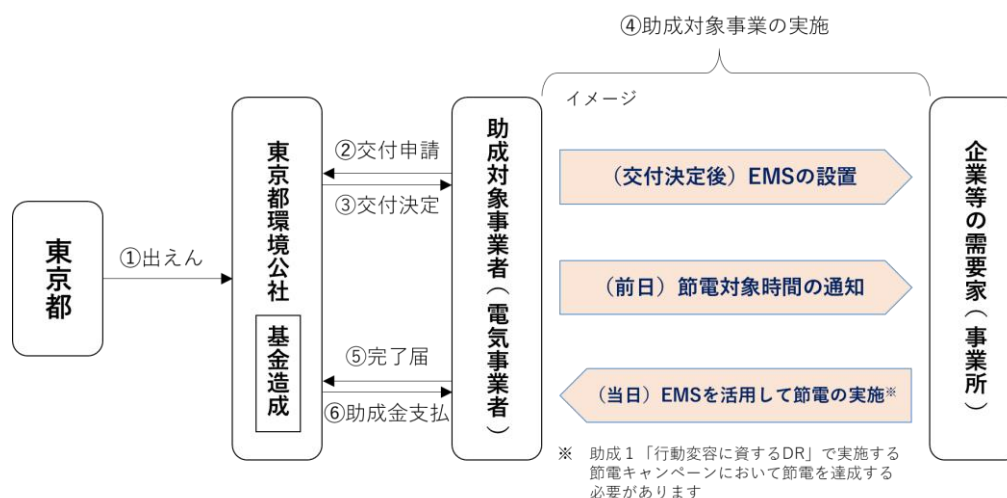 ④助成対象事業の実施
イメージ
東京都
①出えん
東京都環境公社
基金造成
②交付申請
③交付決定
⑤完了届
⑥助成金支払
助成対象事業者（電気事業者）
（交付決定後）EMSの設置
（前日）節電対象時間の通知
（当日）EMSを活用して節電の実施※
企業等の需要家（事業所）
※　助成１「行動変容に資するDR」で実施する
節電キャンペーンにおいて節電を達成する
必要があります